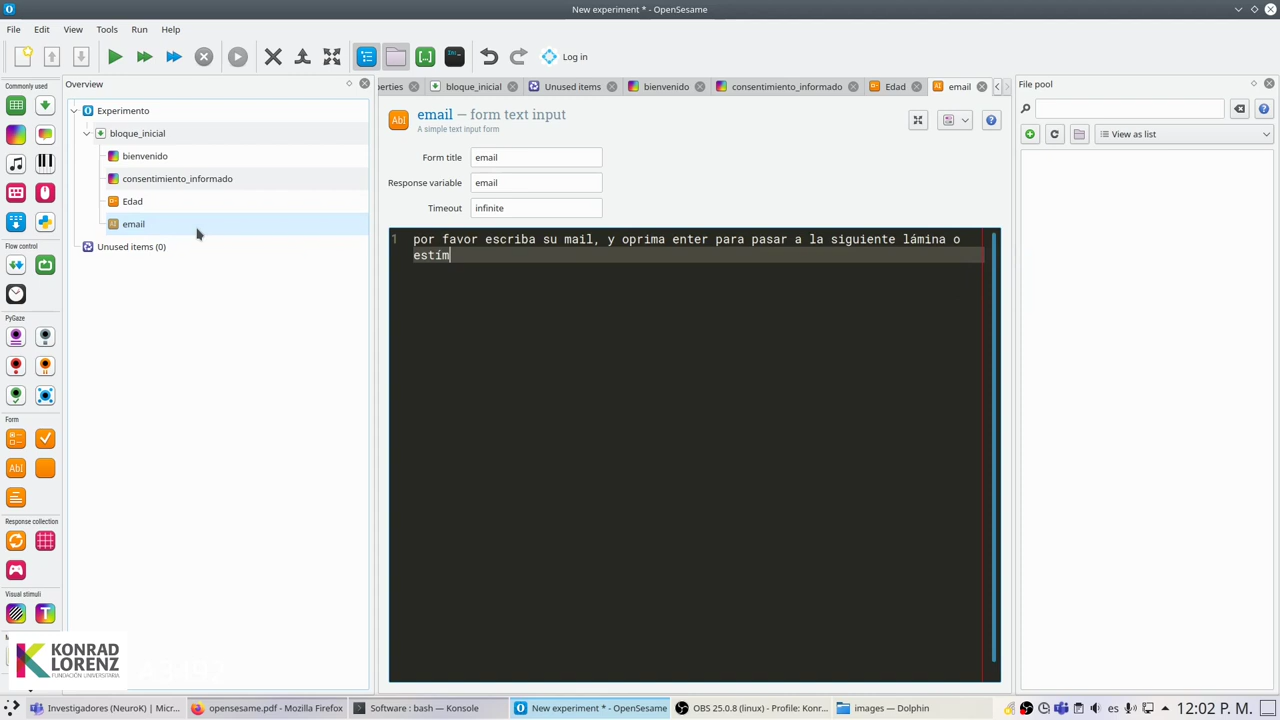 New experiment * - OpenSesame
File Edit View Tools Run Help
Log in
Commonly used
Overview
perties bloque_inicial Unused items bienvenido consentimiento_informado Edad email
File pool
Experimento
bloque_inicial
bienvenido
consentimiento_informado
Edad
email
Unused items (0)
email — form text input
A simple text input form
Form title email
Response variable email
Timeout infinite
1 por favor escriba su mail, y oprima enter para pasar a la siguiente lámina o
estím
View as list
Flow control
PyGaze
Form
Abl
Response collection
Visual stimuli
KONRAD
LORENZ
FUNDACIÓN UNIVERSITARIA
Investigadores (NeuroK) | Micr...
opensesame.pdf - Mozilla Firefox
Software : bash — Konsole
New experiment * - OpenSesame
OBS 25.0.8 (linux) - Profile: Konr...
images — Dolphin
es
12:02 P. M.